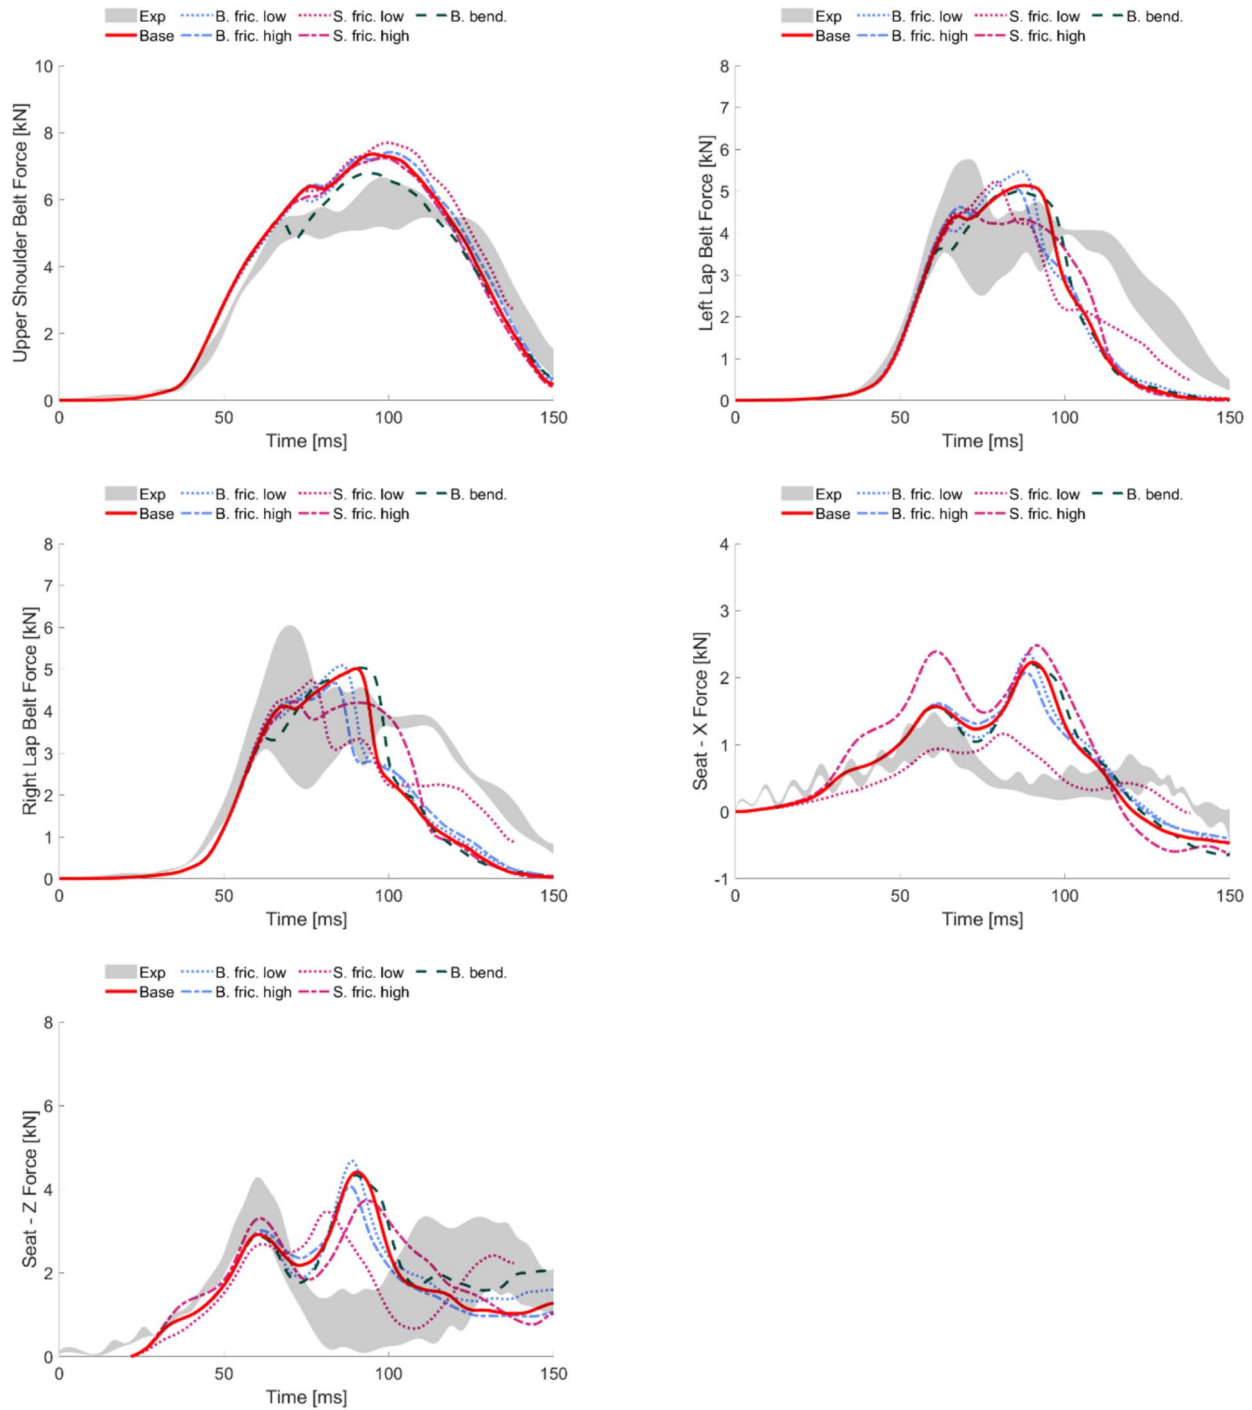 Exp B. fric. low S. fric. low B. bend.
Base B. fric. high S. fric. high
Upper Shoulder Belt Force [kN]
10
8
6
4
2
0
0 50 100 150
Time [ms]
Exp B. fric. low S. fric. low B. bend.
Base B. fric. high S. fric. high
Left Lap Belt Force [kN]
8
7
6
5
4
3
2
1
0
0 50 100 150
Time [ms]
Exp B. fric. low S. fric. low B. bend.
Base B. fric. high S. fric. high
Right Lap Belt Force [kN]
8
7
6
5
4
3
2
1
0
0 50 100 150
Time [ms]
Exp B. fric. low S. fric. low B. bend.
Base B. fric. high S. fric. high
Seat - X Force [kN]
4
3
2
1
0
-1
0 50 100 150
Time [ms]
Exp B. fric. low S. fric. low B. bend.
Base B. fric. high S. fric. high
Seat - Z Force [kN]
8
6
4
2
0
0 50 100 150
Time [ms]